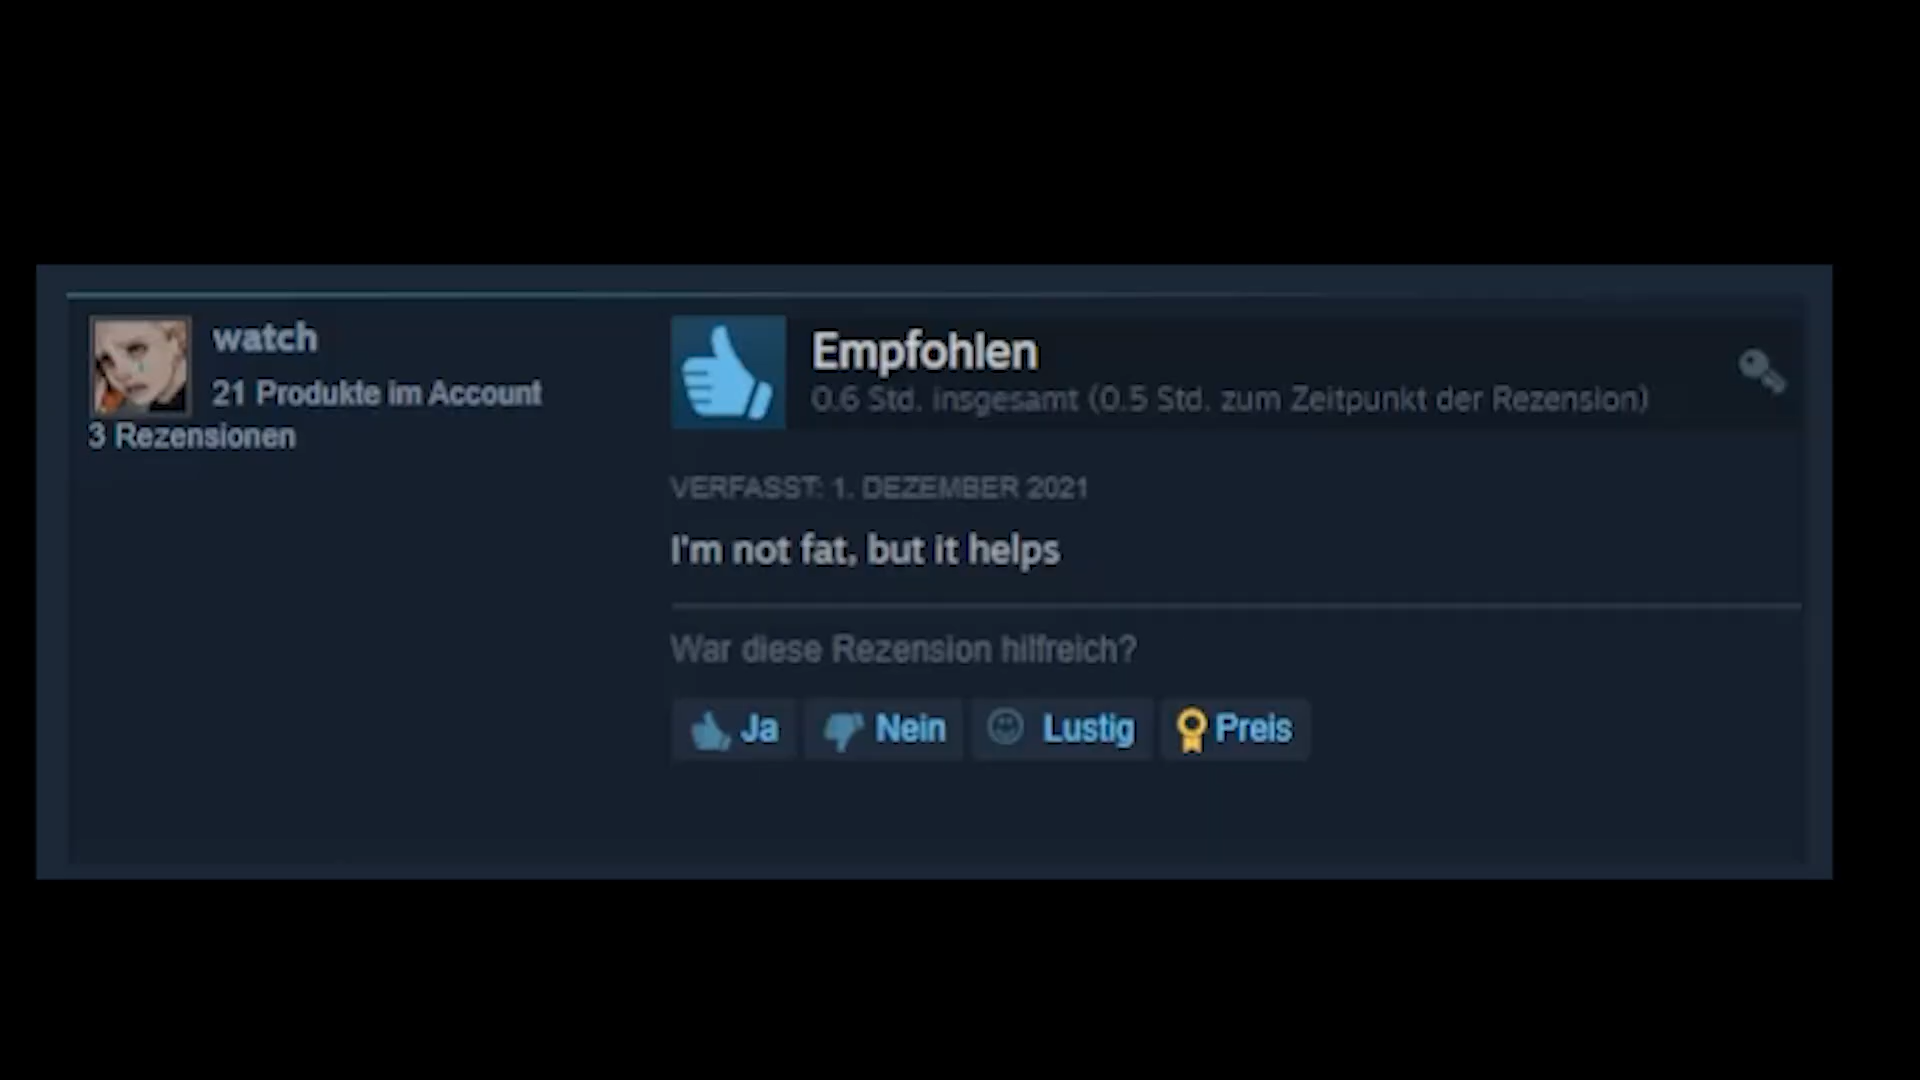 watch
21 Produkte im Account
3 Rezensionen
Empfohlen
0.6 Std. insgesamt (0.5 Std. zum Zeitpunkt der Rezension)
VERFASST: 1. DEZEMBER 2021
I'm not fat, but it helps
War diese Rezension hilfreich?
Ja Nein Lustig Preis